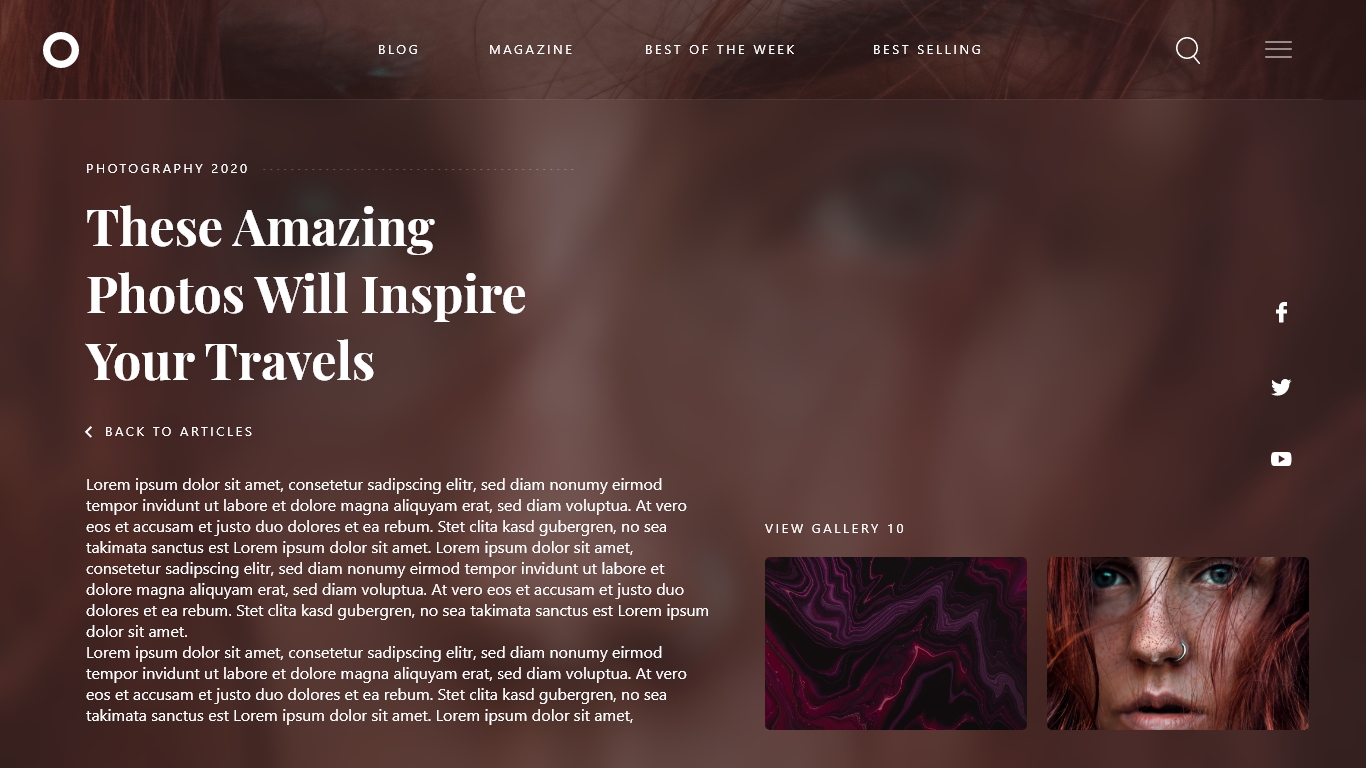 BLOG
MAGAZINE
BEST OF THE WEEK
BEST SELLING
PHOTOGRAPHY 2020
These Amazing
Photos Will Inspire
Your Travels
BACK TO ARTICLES
Lorem ipsum dolor sit amet, consetetur sadipscing elitr, sed diam nonumy eirmod
tempor invidunt ut labore et dolore magna aliquyam erat, sed diam voluptua. At vero
eos et accusam et justo duo dolores et ea rebum. Stet clita kasd gubergren, no sea
takimata sanctus est Lorem ipsum dolor sit amet. Lorem ipsum dolor sit amet,
consetetur sadipscing elitr, sed diam nonumy eirmod tempor invidunt ut labore et
dolore magna aliquyam erat, sed diam voluptua. At vero eos et accusam et justo duo
dolores et ea rebum. Stet clita kasd gubergren, no sea takimata sanctus est Lorem ipsum
dolor sit amet.
Lorem ipsum dolor sit amet, consetetur sadipscing elitr, sed diam nonumy eirmod
tempor invidunt ut labore et dolore magna aliquyam erat, sed diam voluptua. At vero
eos et accusam et justo duo dolores et ea rebum. Stet clita kasd gubergren, no sea
takimata sanctus est Lorem ipsum dolor sit amet. Lorem ipsum dolor sit amet,
VIEW GALLERY 10